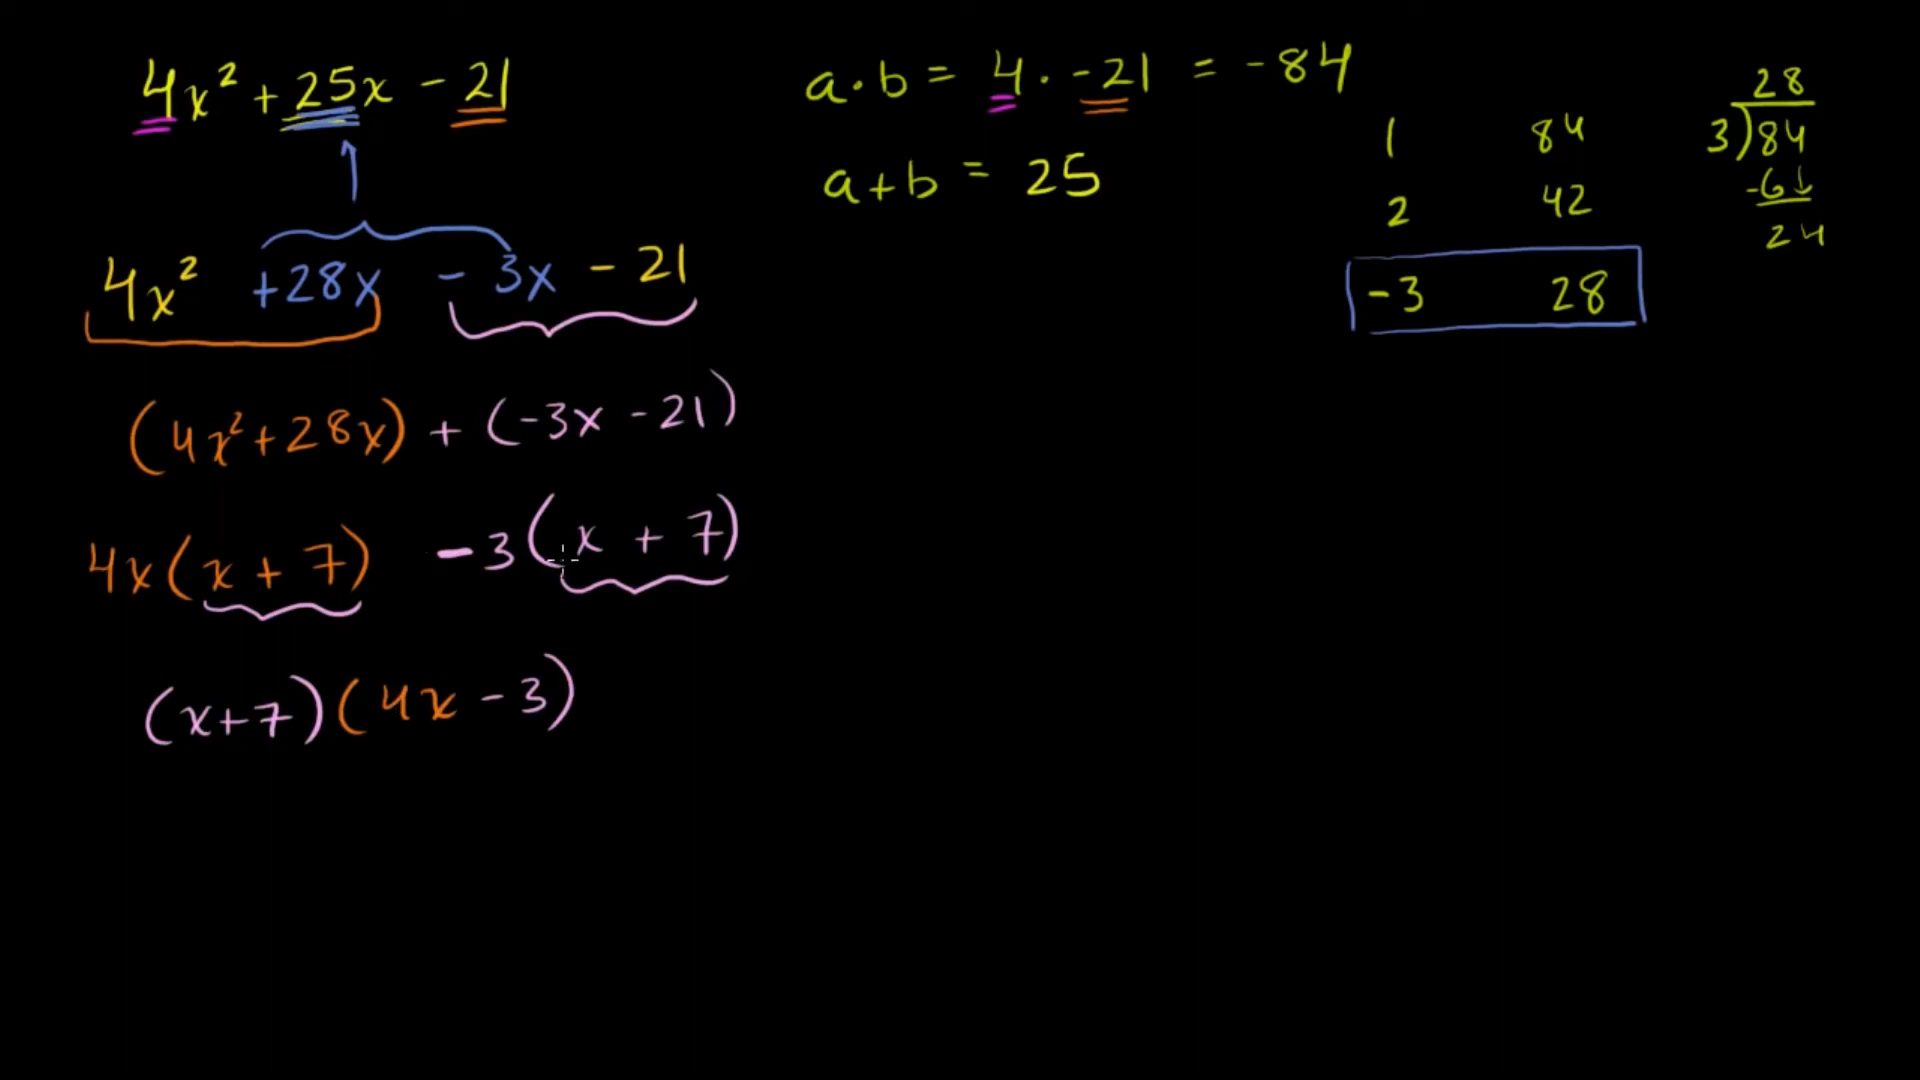 4x² + 25x - 21
4x² +28x - 3x - 21
(4x²+28x) + (-3x -21)
4x(x + 7) -3(x + 7)
(x+7)(4x - 3)
a·b = 4 · -21 = -84
a+b = 25
1 84
2 42
-3 28
28
3)84
-6↓
24